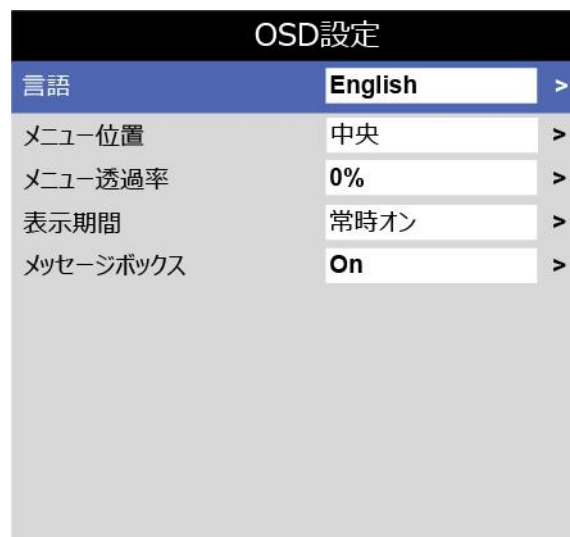 OSD設定
言語 English >
メニュー位置 中央 >
メニュー透過率 0% >
表示期間 常時オン >
メッセージボックス On >